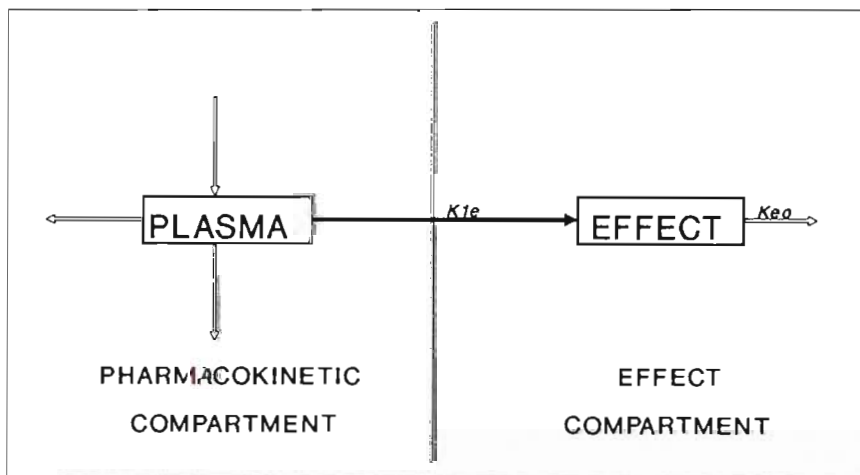 PLASMA
K1e
EFFECT
Keo
PHARMACOKINETIC
COMPARTMENT
EFFECT
COMPARTMENT